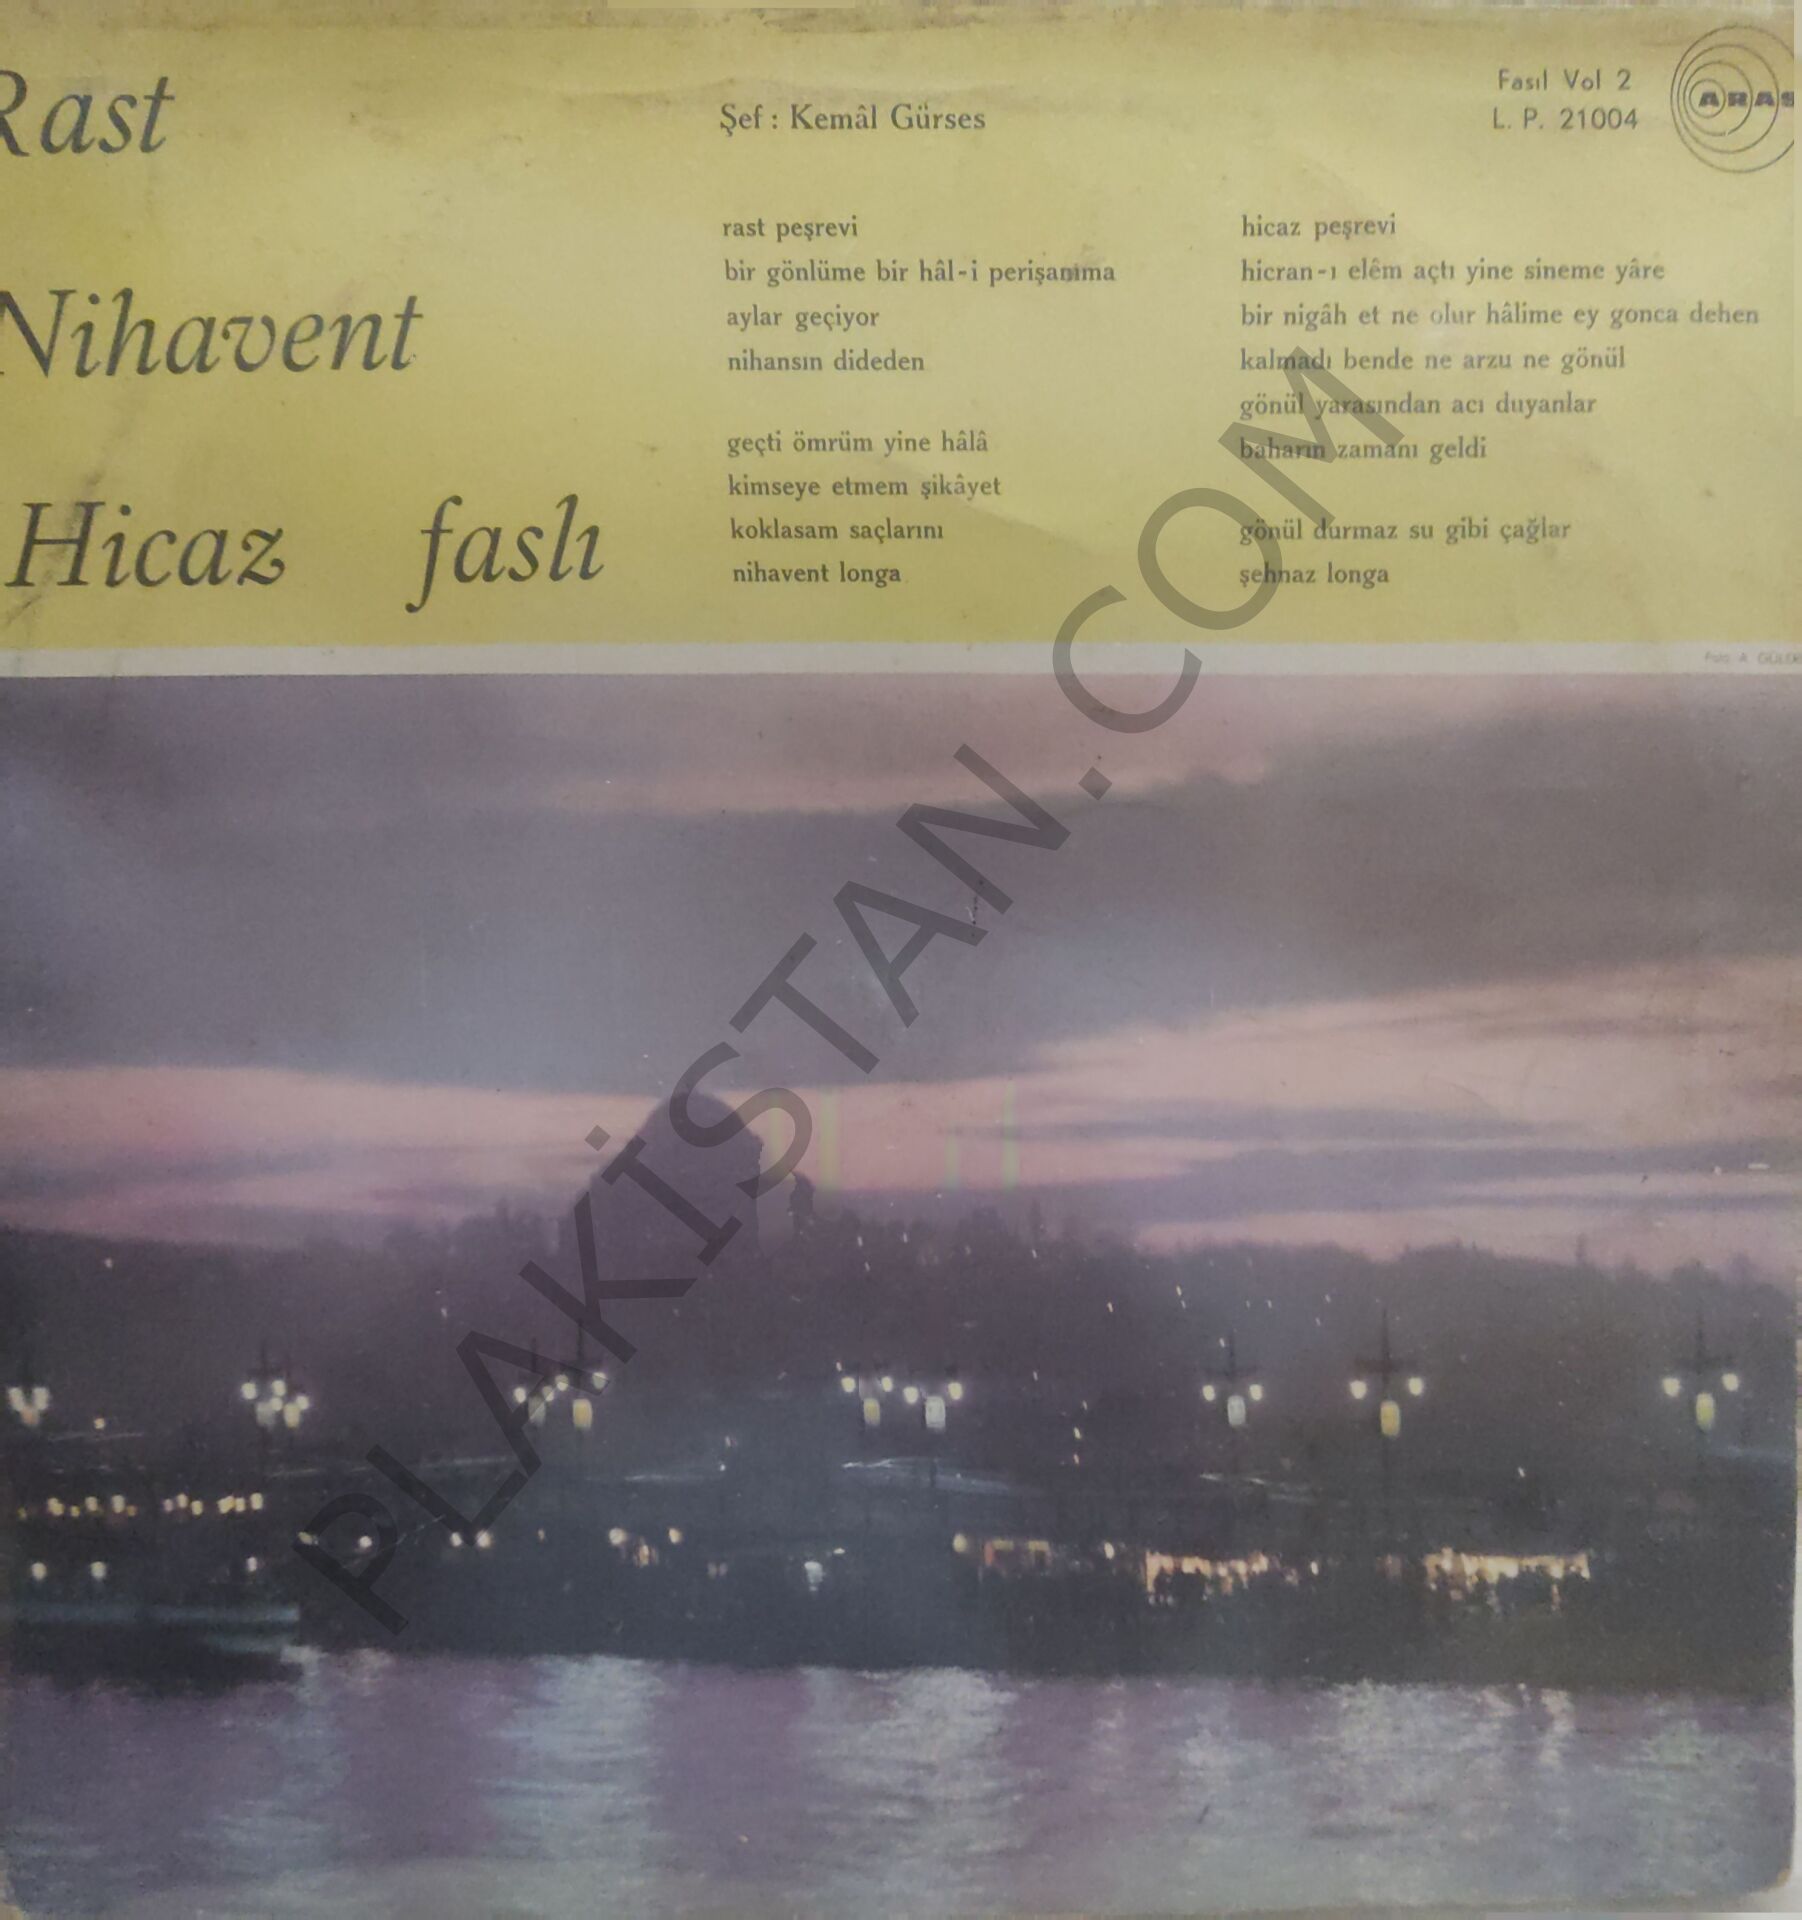 Rast
Nihavent
Hicaz faslı
Şef : Kemâl Gürses
Fasıl Vol 2
L. P. 21004
ARAS
rast peşrevi
bir gönlüme bir hâl-i perişanıma
aylar geçiyor
nihansın dideden
geçti ömrüm yine hâlâ
kimseye etmem şikâyet
koklasam saçlarını
nihavent longa
hicaz peşrevi
hicran-ı elêm açtı yine sineme yâre
bir nigâh et ne olur hâlime ey gonca dehen
kalmadı bende ne arzu ne gönül
gönül yarasından acı duyanlar
baharın zamanı geldi
gönül durmaz su gibi çağlar
şehnaz longa
PLAKİSTAN.COM